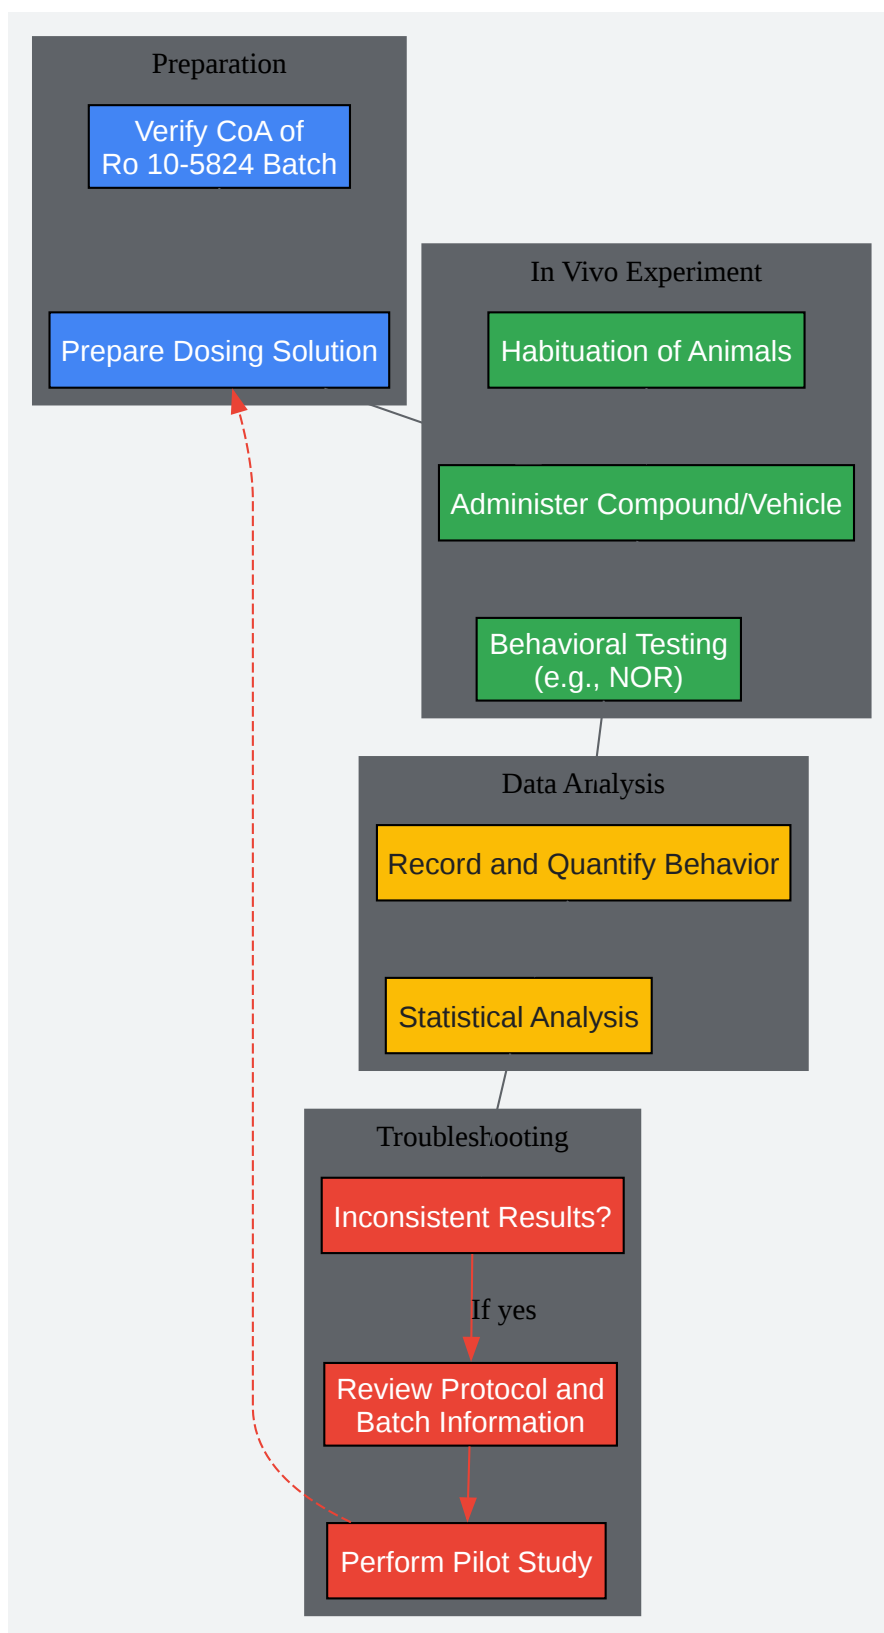 Preparation
Verify CoA of
Ro 10-5824 Batch
Prepare Dosing Solution
In Vivo Experiment
Habituation of Animals
Administer Compound/Vehicle
Behavioral Testing
(e.g., NOR)
Data Analysis
Record and Quantify Behavior
Statistical Analysis
Troubleshooting
Inconsistent Results?
If yes
Review Protocol and
Batch Information
Perform Pilot Study